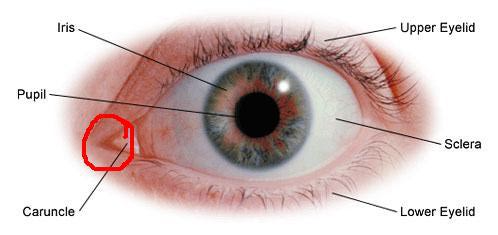 Iris
Upper Eyelid
Pupil
Sclera
Caruncle
Lower Eyelid